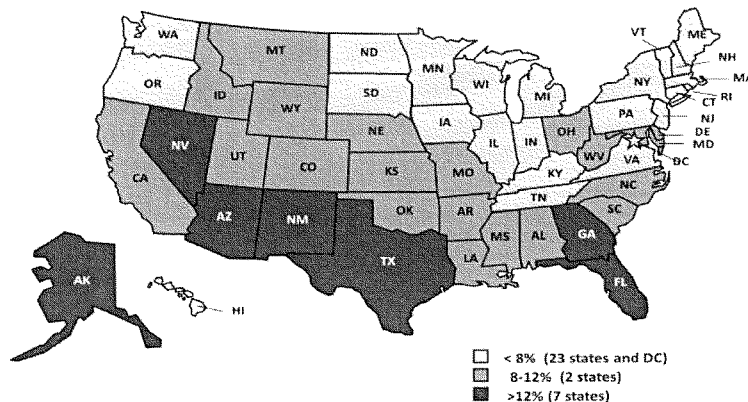 WA
MT
ND
MN
VT
ME
NH
OR
ID
SD
WI
MI
NY
MA
WY
IA
PA
RI
CT
NJ
NV
NE
IL
IN
OH
DE
MD
UT
CO
KS
MO
WV
VA
DC
CA
KY
AZ
NM
OK
AR
TN
NC
SC
MS
AL
GA
TX
LA
FL
AK
HI
< 8% (23 states and DC)
8-12% (2 states)
>12% (7 states)